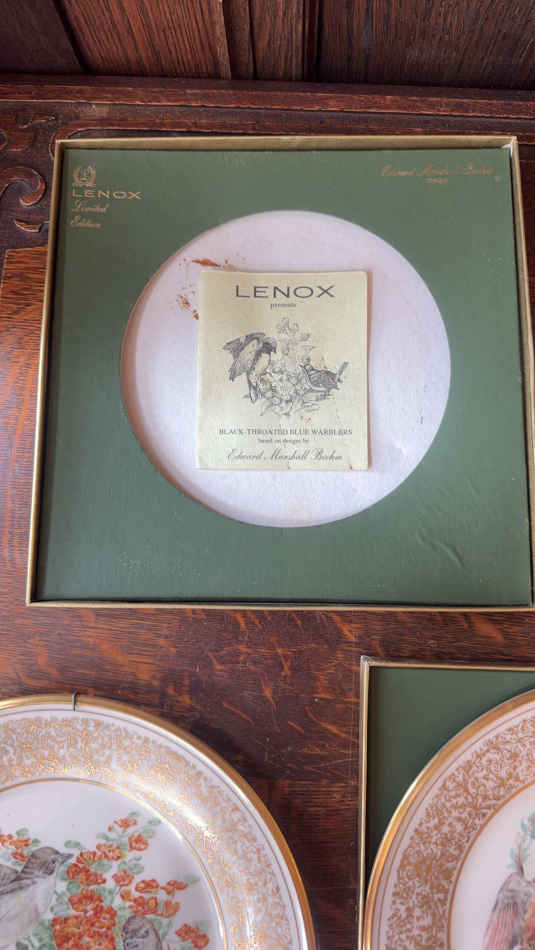 LENOX
Limited
Edition
Edward Marshall Boehm
LENOX
presents
BLACK-THROATED BLUE WARBLERS
based on designs by
Edward Marshall Boehm